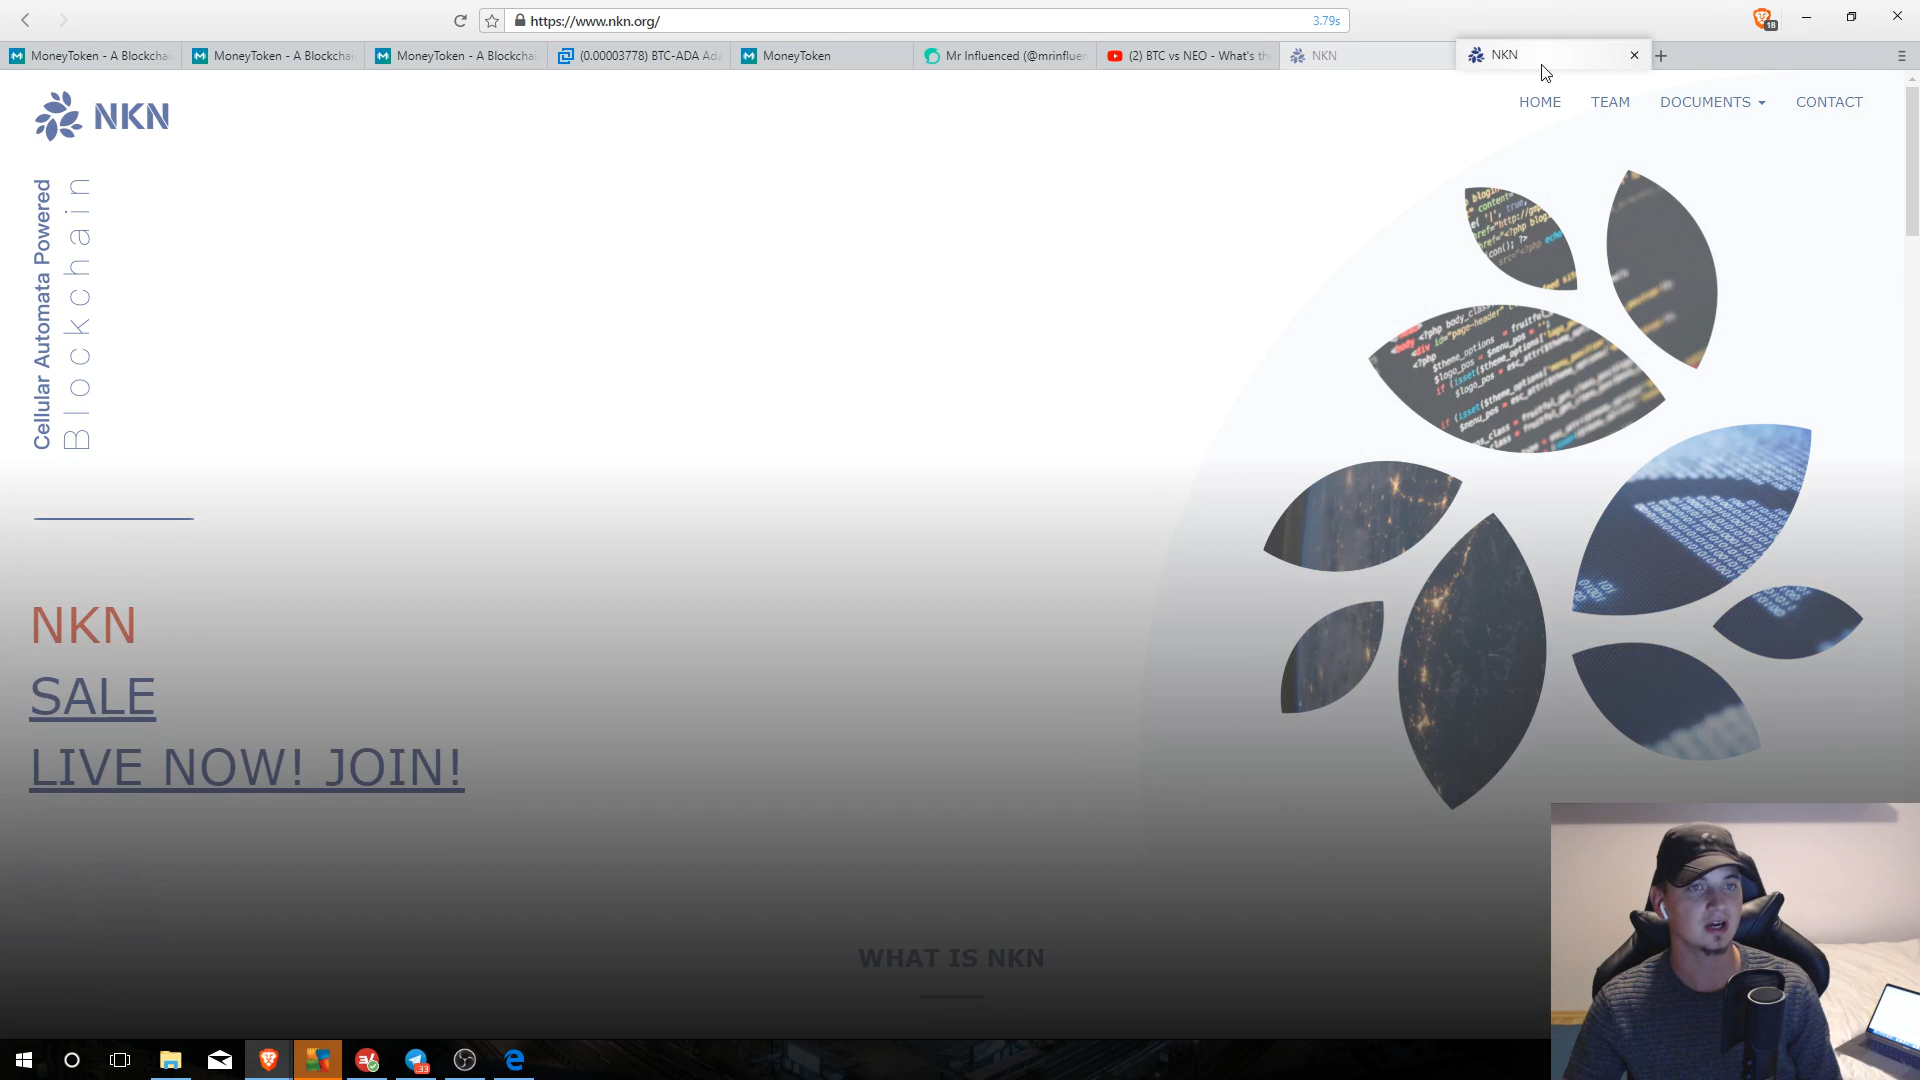 https://www.nkn.org/
3.79s
18
MoneyToken - A Blockchai
MoneyToken - A Blockchai
MoneyToken - A Blockchai
(0.00003778) BTC-ADA Ada
MoneyToken
Mr Influenced (@mrinfluen
(2) BTC vs NEO - What's th
NKN
NKN
NKN
HOME
TEAM
DOCUMENTS
CONTACT
Cellular Automata Powered
Blockchain
NKN
SALE
LIVE NOW! JOIN!
WHAT IS NKN
33